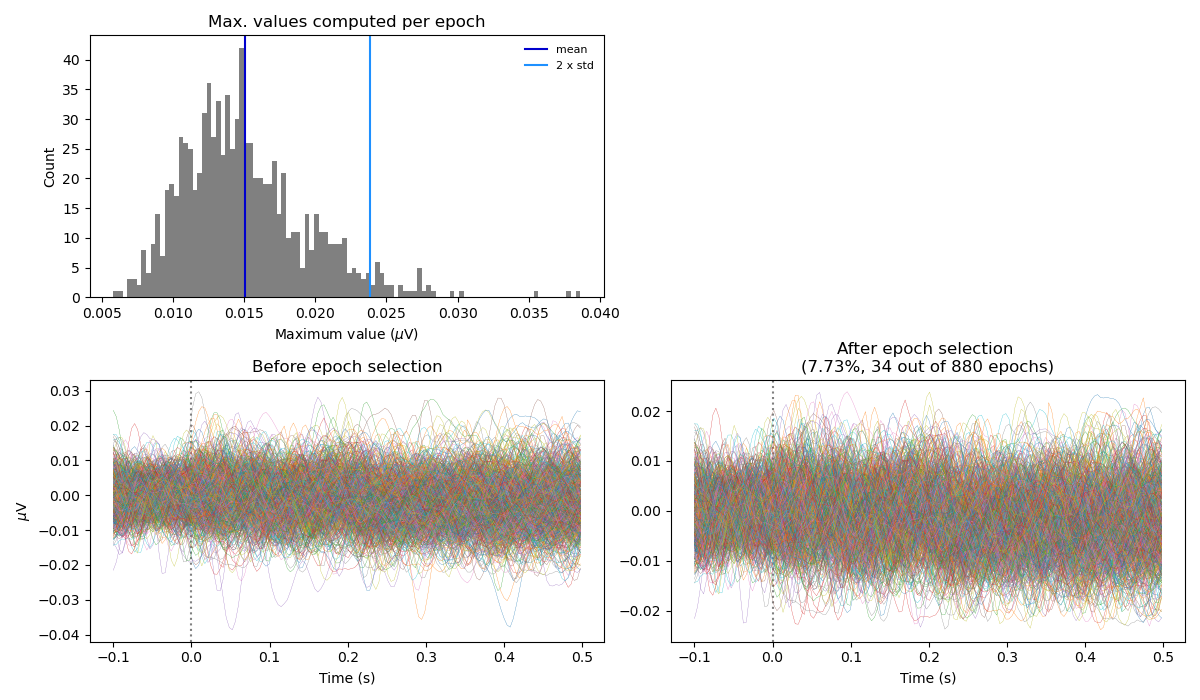 Max. values computed per epoch
Count
40
35
30
25
20
15
10
5
0
mean
2 x std
0.005 0.010 0.015 0.020 0.025 0.030 0.035 0.040
Maximum value (μV)
Before epoch selection
μV
0.03
0.02
0.01
0.00
−0.01
−0.02
−0.03
−0.04
−0.1 0.0 0.1 0.2 0.3 0.4 0.5
Time (s)
After epoch selection
(7.73%, 34 out of 880 epochs)
0.02
0.01
0.00
−0.01
−0.02
−0.1 0.0 0.1 0.2 0.3 0.4 0.5
Time (s)